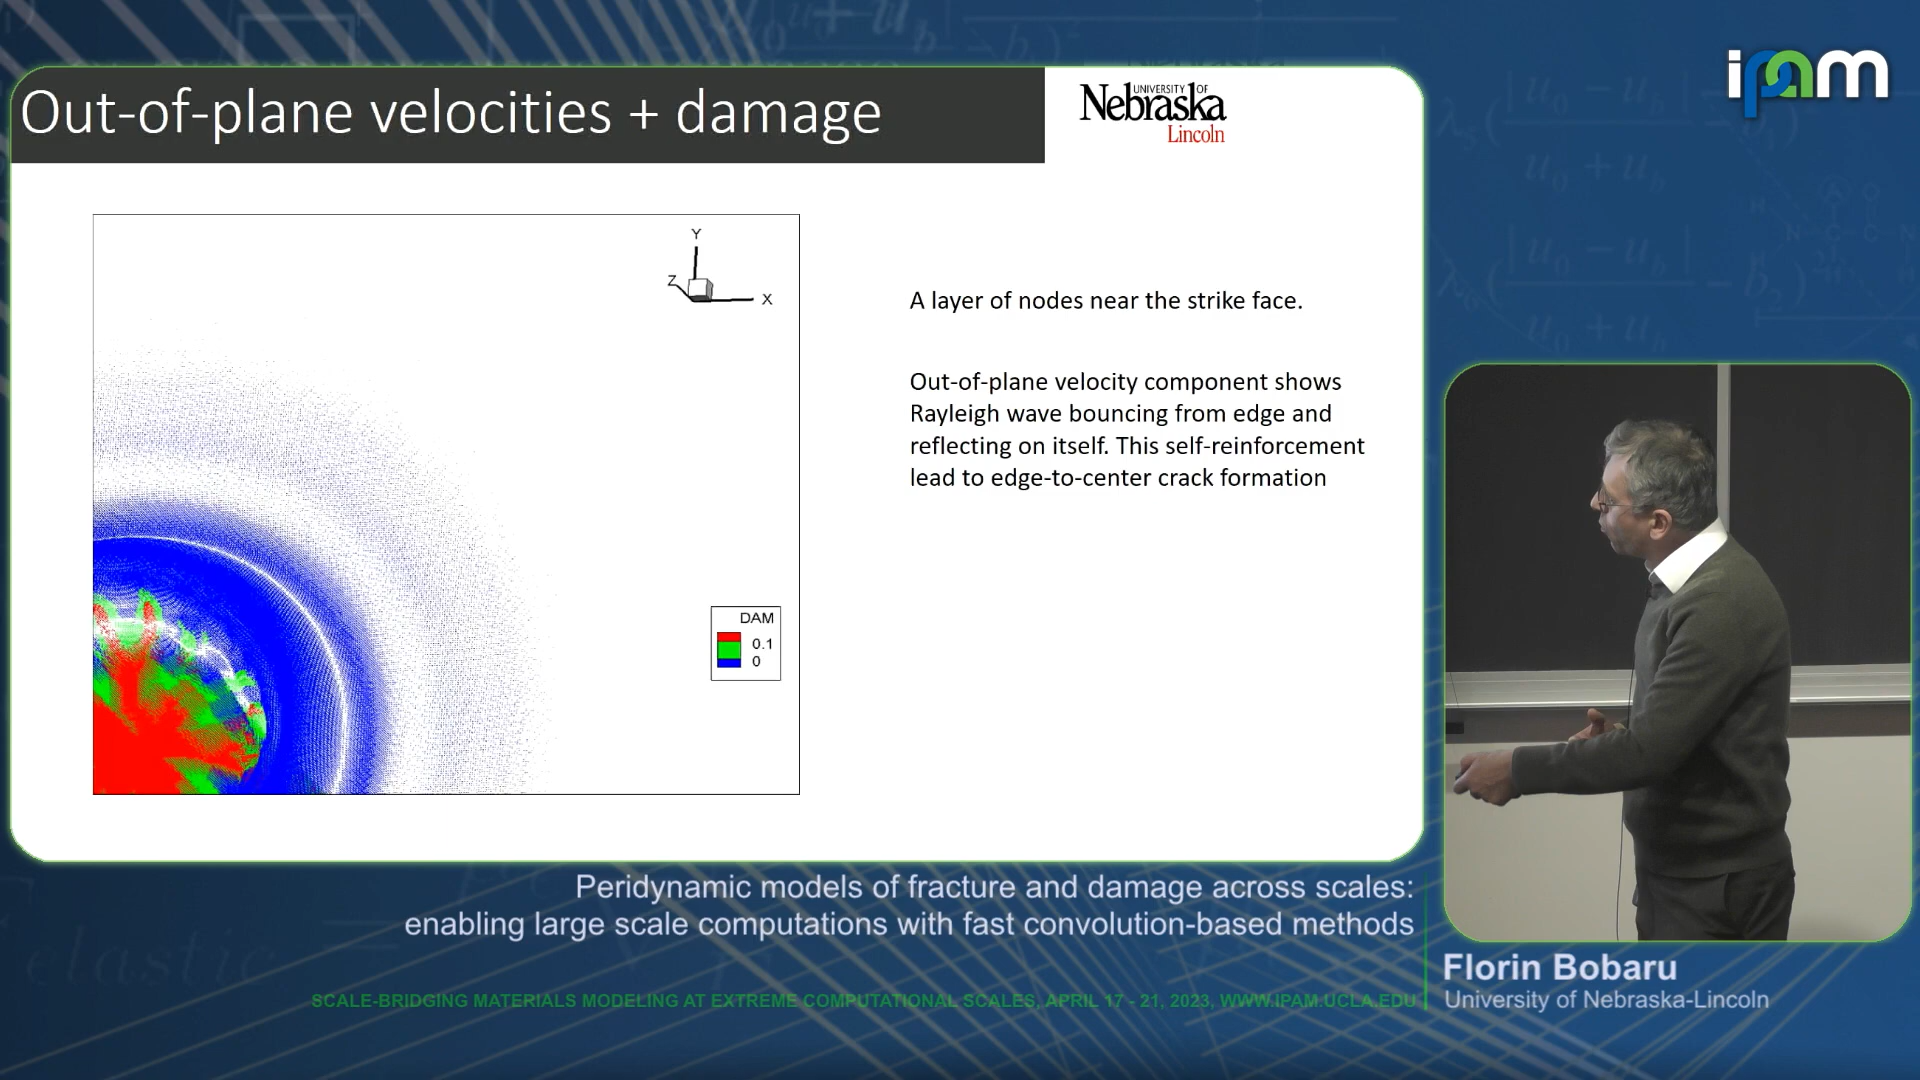 ipam
Out-of-plane velocities + damage
UNIVERSITY OF
Nebraska
Lincoln
Y
Z
X
A layer of nodes near the strike face.
Out-of-plane velocity component shows
Rayleigh wave bouncing from edge and
reflecting on itself. This self-reinforcement
lead to edge-to-center crack formation
DAM
0.1
0
Peridynamic models of fracture and damage across scales:
enabling large scale computations with fast convolution-based methods
elastic
SCALE-BRIDGING MATERIALS MODELING AT EXTREME COMPUTATIONAL SCALES, APRIL 17 - 21, 2023, WWW.IPAM.UCLA.EDU
Florin Bobaru
University of Nebraska-Lincoln